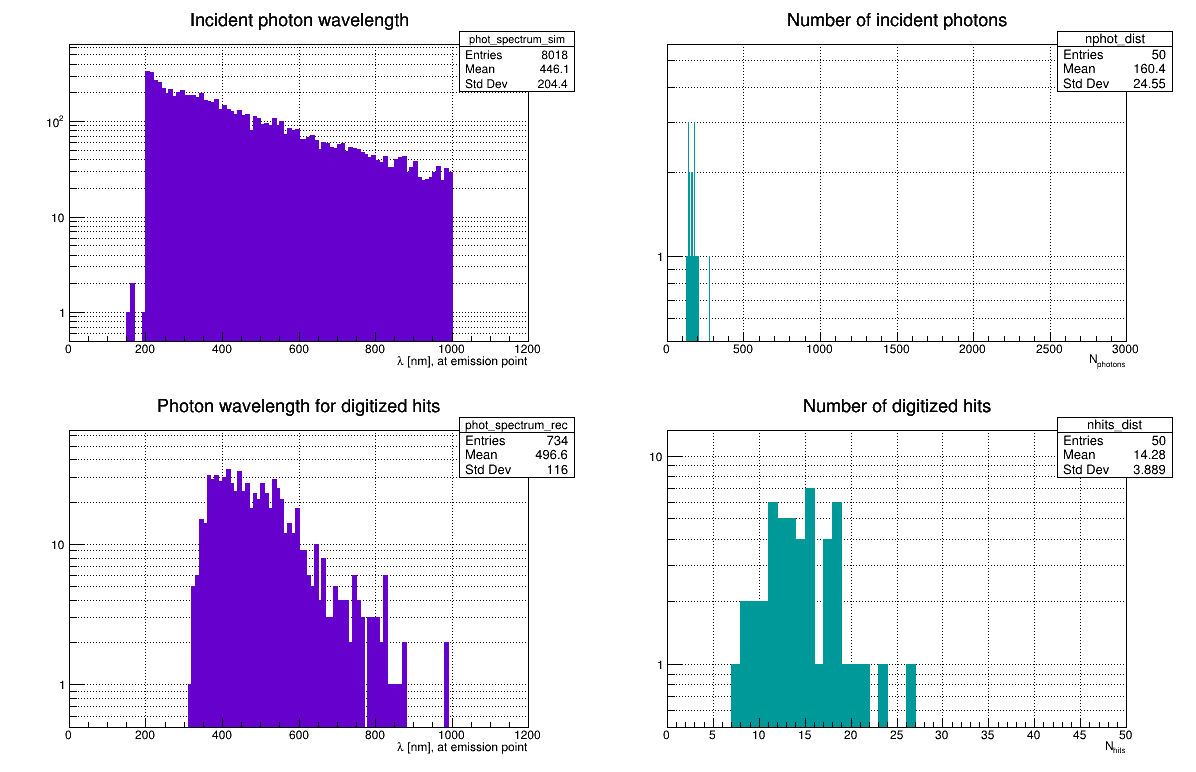 Incident photon wavelength
phot_spectrum_sim
Entries 8018
Mean 446.1
Std Dev 204.4
10²
10
1
0 200 400 600 800 1000 1200
λ [nm], at emission point
Number of incident photons
nphot_dist
Entries 50
Mean 160.4
Std Dev 24.55
1
0 500 1000 1500 2000 2500 3000
N_photons
Photon wavelength for digitized hits
phot_spectrum_rec
Entries 734
Mean 496.6
Std Dev 116
10
1
0 200 400 600 800 1000 1200
λ [nm], at emission point
Number of digitized hits
nhits_dist
Entries 50
Mean 14.28
Std Dev 3.889
10
1
0 5 10 15 20 25 30 35 40 45 50
N_hits